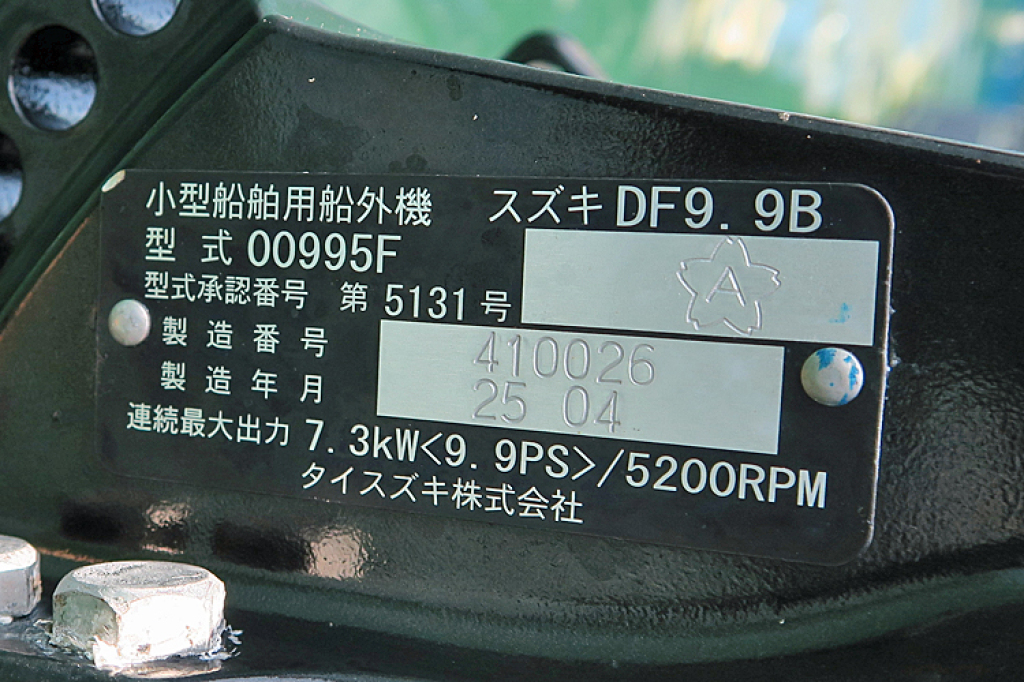 小型船舶用船外機 スズキ DF9.9B
型式 00995F
A
型式承認番号 第 5131 号
製造番号 410026
製造年月 25 04
連続最大出力 7.3kW<9.9PS>/5200RPM
タイスズキ株式会社